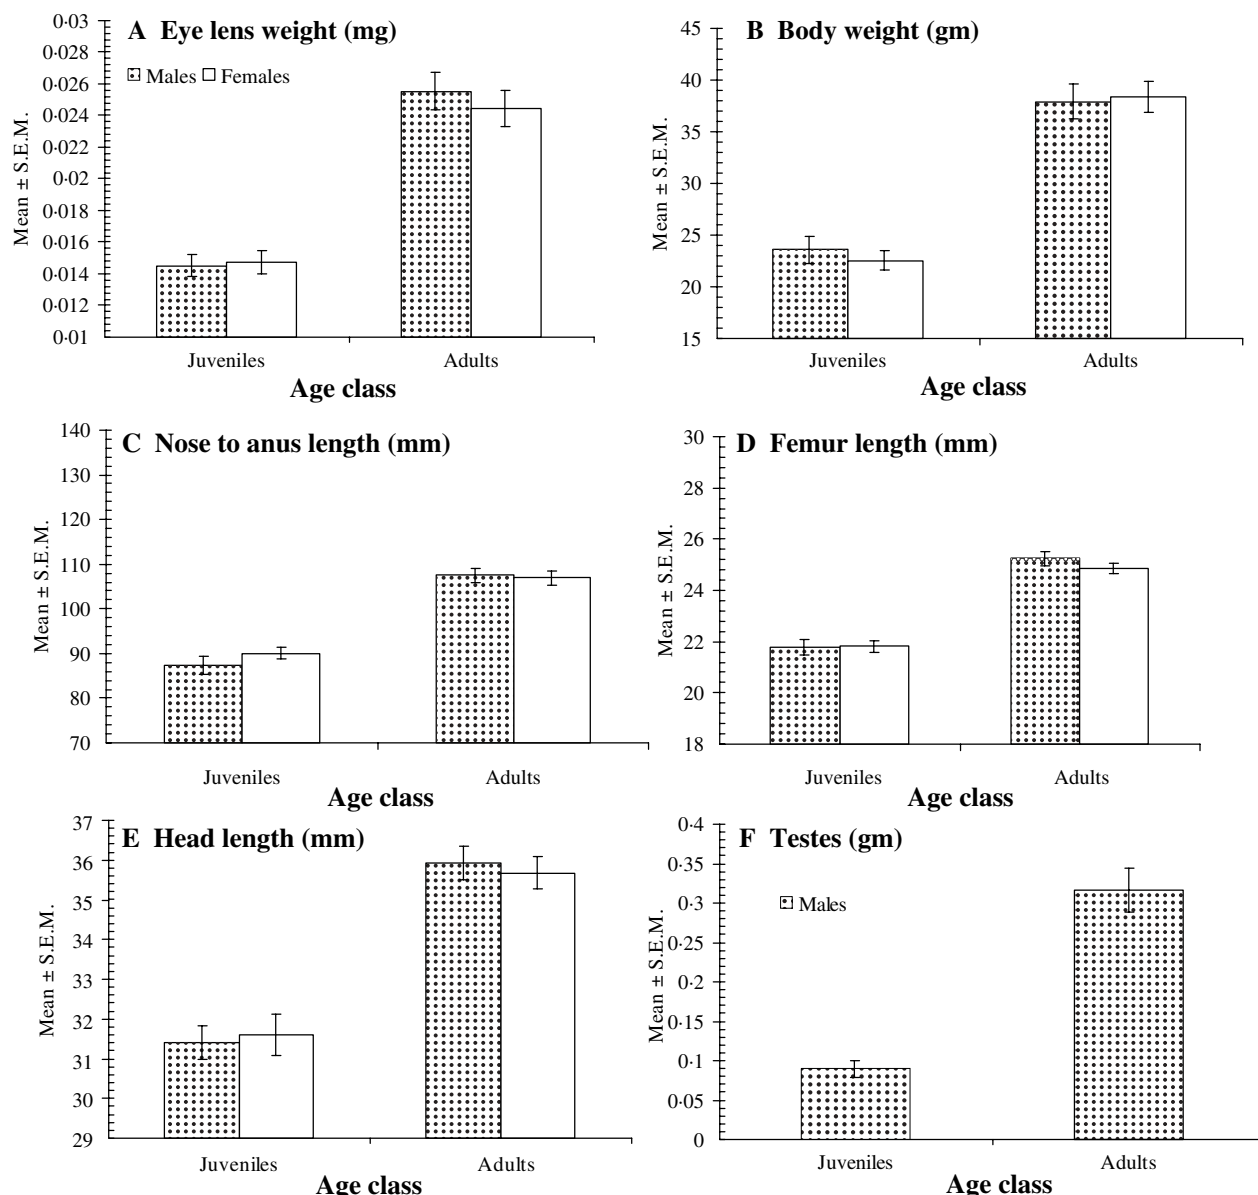 A Eye lens weight (mg)
Males Females
Mean ± S.E.M.
0·03
0·028
0·026
0·024
0·022
0·02
0·018
0·016
0·014
0·012
0·01
Juveniles Adults
Age class
B Body weight (gm)
Mean ± S.E.M.
45
40
35
30
25
20
15
Juveniles Adults
Age class
C Nose to anus length (mm)
Mean ± S.E.M.
140
130
120
110
100
90
80
70
Juveniles Adults
Age class
D Femur length (mm)
Mean ± S.E.M.
30
28
26
24
22
20
18
Juveniles Adults
Age class
E Head length (mm)
Mean ± S.E.M.
37
36
35
34
33
32
31
30
29
Juveniles Adults
Age class
F Testes (gm)
Males
Mean ± S.E.M.
0·4
0·35
0·3
0·25
0·2
0·15
0·1
0·05
0
Juveniles Adults
Age class